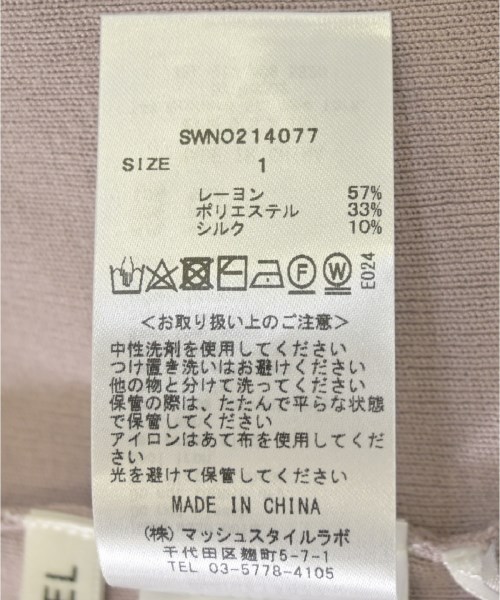 SWNO214077
SIZE 1
レーヨン 57%
ポリエステル 33%
シルク 10%
F W E024
＜お取り扱い上のご注意＞
中性洗剤を使用してください
つけ置き洗いはお避けください
他の物と分けて洗ってください
保管の際は、たたんで平らな状態
で保管してください
アイロンはあて布を使用してくだ
さい
光を避けて保管してください
MADE IN CHINA
(株)マッシュスタイルラボ
千代田区麹町5-7-1
TEL 03-5778-4105
EL